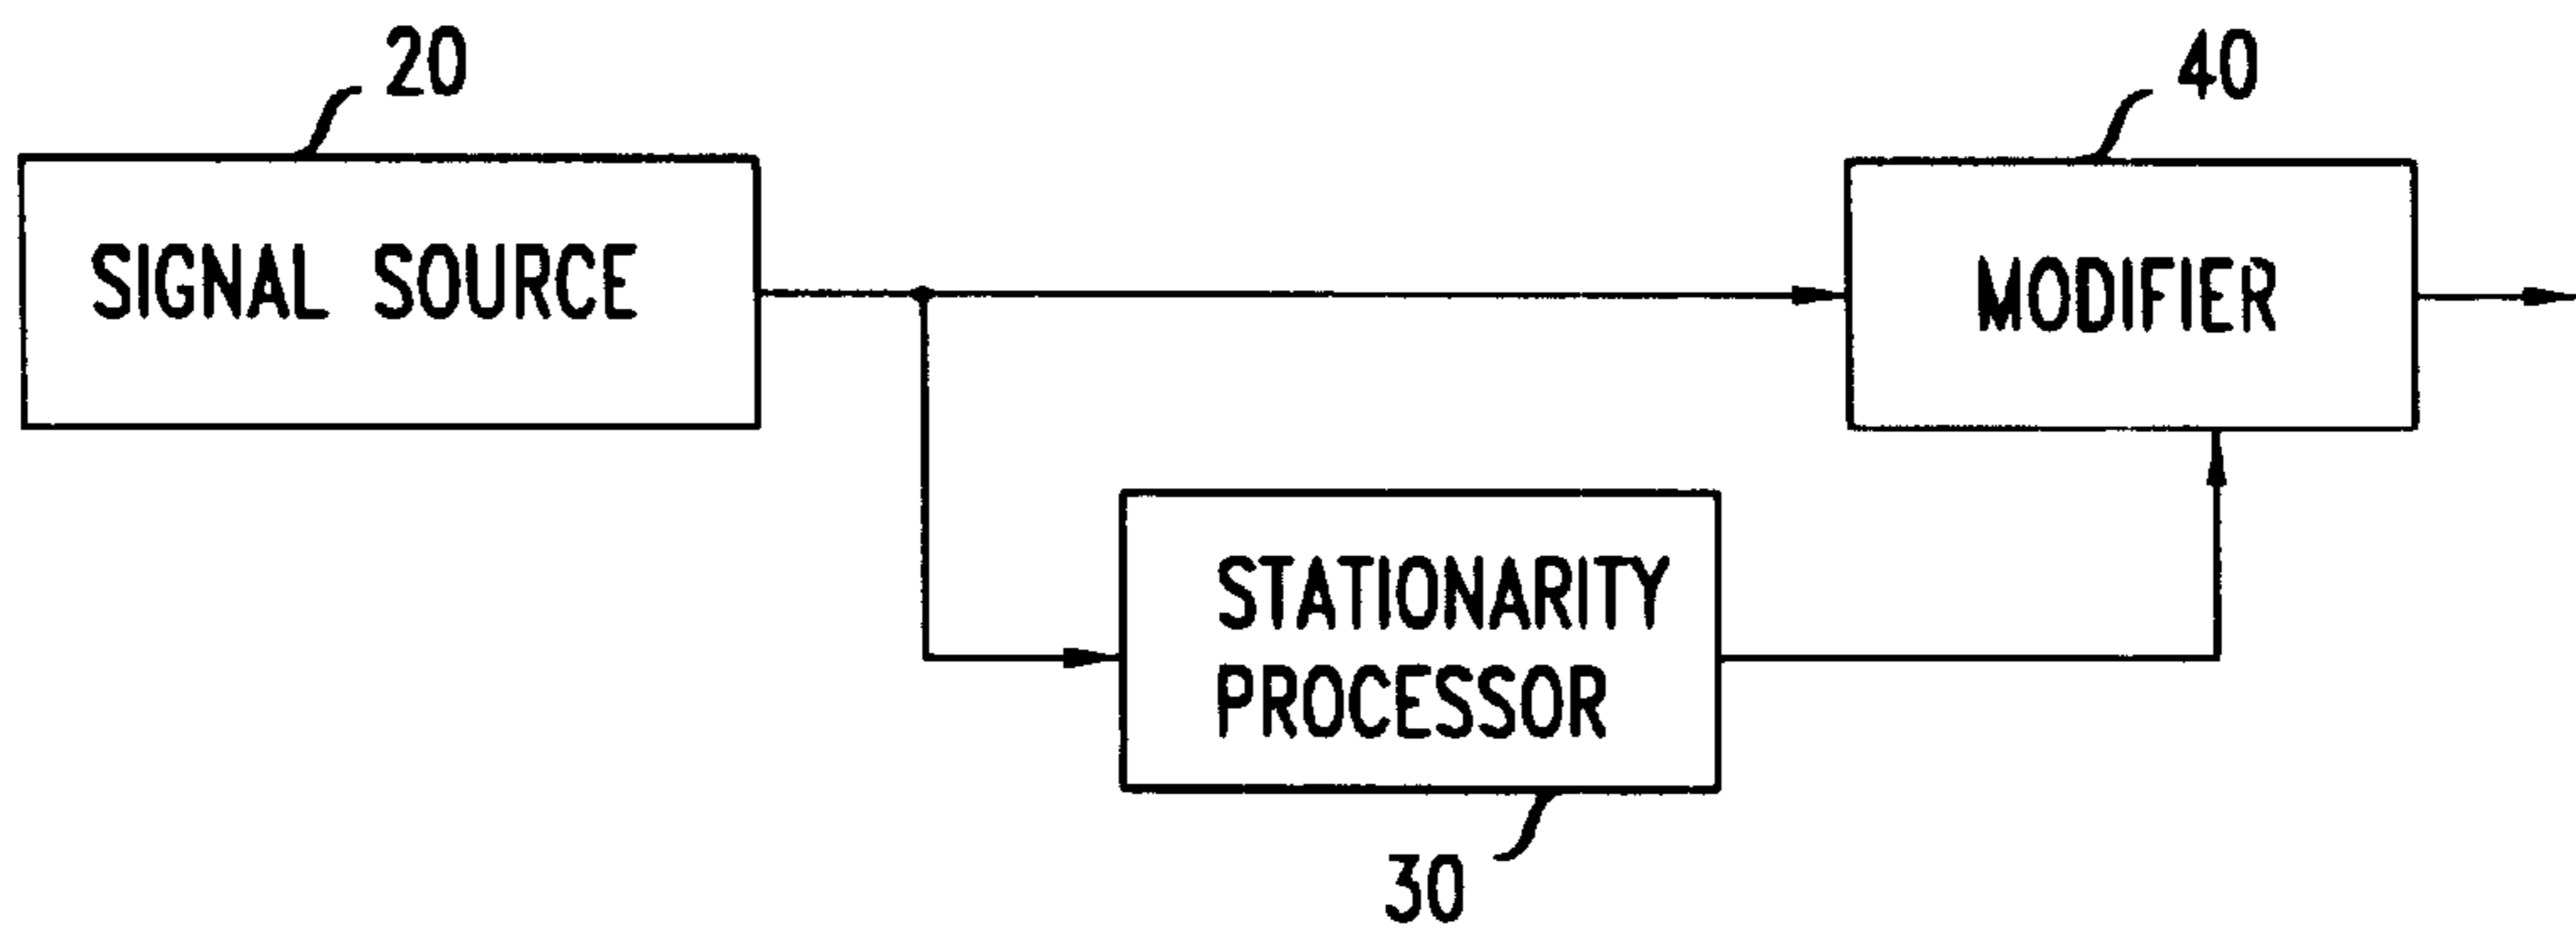 20
40
SIGNAL SOURCE
MODIFIER
STATIONARITY
PROCESSOR
30